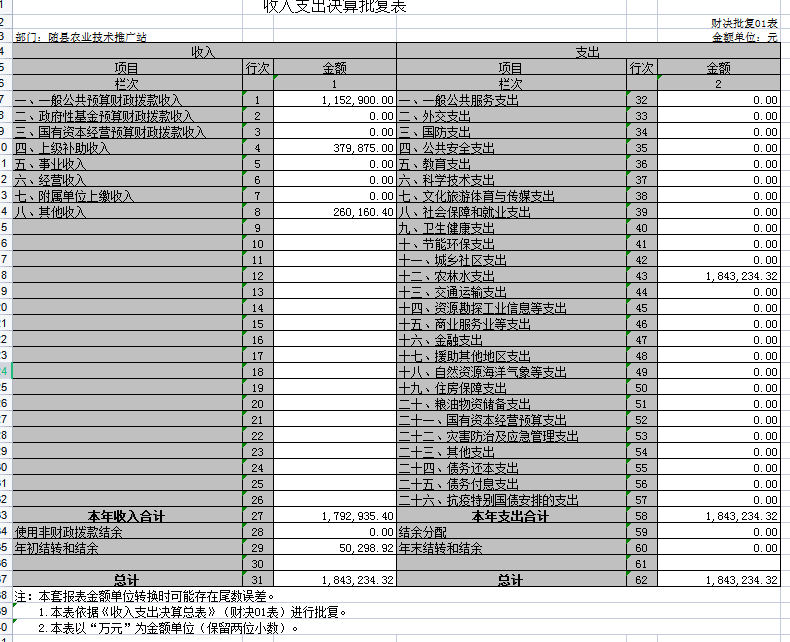 收入支出决算批复表
财决批复01表
部门：随县农业技术推广站 金额单位：元
收入 支出
项目 行次 金额 项目 行次 金额
栏次 1 栏次 2
一、一般公共预算财政拨款收入 1 1,152,900.00 一、一般公共服务支出 32 0.00
二、政府性基金预算财政拨款收入 2 0.00 二、外交支出 33 0.00
三、国有资本经营预算财政拨款收入 3 0.00 三、国防支出 34 0.00
四、上级补助收入 4 379,875.00 四、公共安全支出 35 0.00
五、事业收入 5 0.00 五、教育支出 36 0.00
六、经营收入 6 0.00 六、科学技术支出 37 0.00
七、附属单位上缴收入 7 0.00 七、文化旅游体育与传媒支出 38 0.00
八、其他收入 8 260,160.40 八、社会保障和就业支出 39 0.00
9 九、卫生健康支出 40 0.00
10 十、节能环保支出 41 0.00
11 十一、城乡社区支出 42 0.00
12 十二、农林水支出 43 1,843,234.32
13 十三、交通运输支出 44 0.00
14 十四、资源勘探工业信息等支出 45 0.00
15 十五、商业服务业等支出 46 0.00
16 十六、金融支出 47 0.00
17 十七、援助其他地区支出 48 0.00
18 十八、自然资源海洋气象等支出 49 0.00
19 十九、住房保障支出 50 0.00
20 二十、粮油物资储备支出 51 0.00
21 二十一、国有资本经营预算支出 52 0.00
22 二十二、灾害防治及应急管理支出 53 0.00
23 二十三、其他支出 54 0.00
24 二十四、债务还本支出 55 0.00
25 二十五、债务付息支出 56 0.00
26 二十六、抗疫特别国债安排的支出 57 0.00
本年收入合计 27 1,792,935.40 本年支出合计 58 1,843,234.32
使用非财政拨款结余 28 0.00 结余分配 59 0.00
年初结转和结余 29 50,298.92 年末结转和结余 60 0.00
30 61
总计 31 1,843,234.32 总计 62 1,843,234.32
注：本套报表金额单位转换时可能存在尾数误差。
1.本表依据《收入支出决算总表》（财决01表）进行批复。
2.本表以“万元”为金额单位（保留两位小数）。